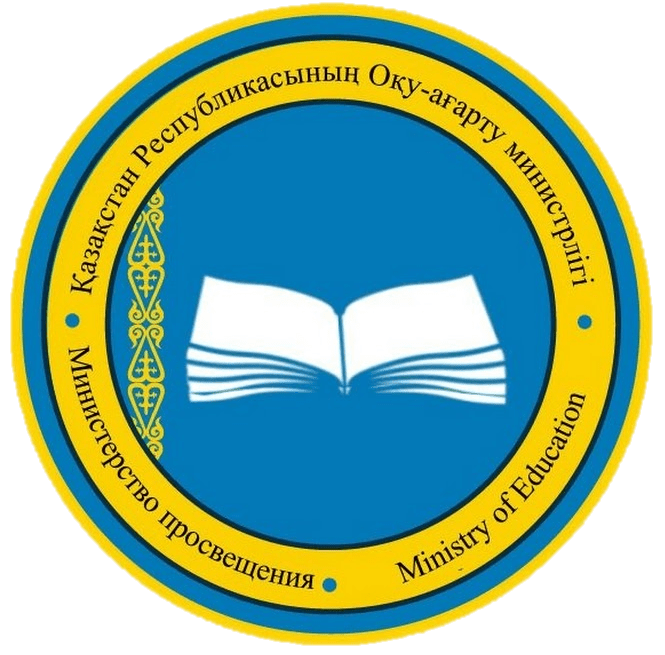 Қазақстан Республикасының Оқу-ағарту министрлігі
Министерство просвещения
Ministry of Education